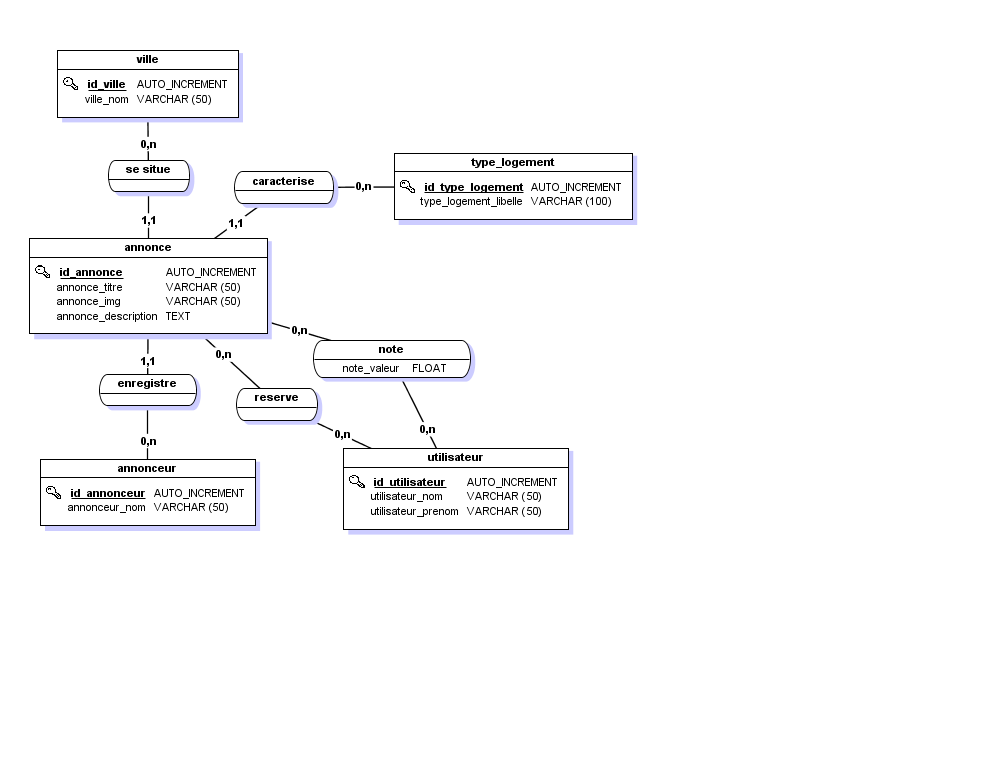 ville
id_ville AUTO_INCREMENT
ville_nom VARCHAR (50)
0,n
se situe
1,1
caracterise
0,n
1,1
type_logement
id_type_logement AUTO_INCREMENT
type_logement_libelle VARCHAR (100)
annonce
id_annonce AUTO_INCREMENT
annonce_titre VARCHAR (50)
annonce_img VARCHAR (50)
annonce_description TEXT
0,n
note
note_valeur FLOAT
0,n
0,n
reserve
0,n
1,1
enregistre
0,n
annonceur
id_annonceur AUTO_INCREMENT
annonceur_nom VARCHAR (50)
utilisateur
id_utilisateur AUTO_INCREMENT
utilisateur_nom VARCHAR (50)
utilisateur_prenom VARCHAR (50)